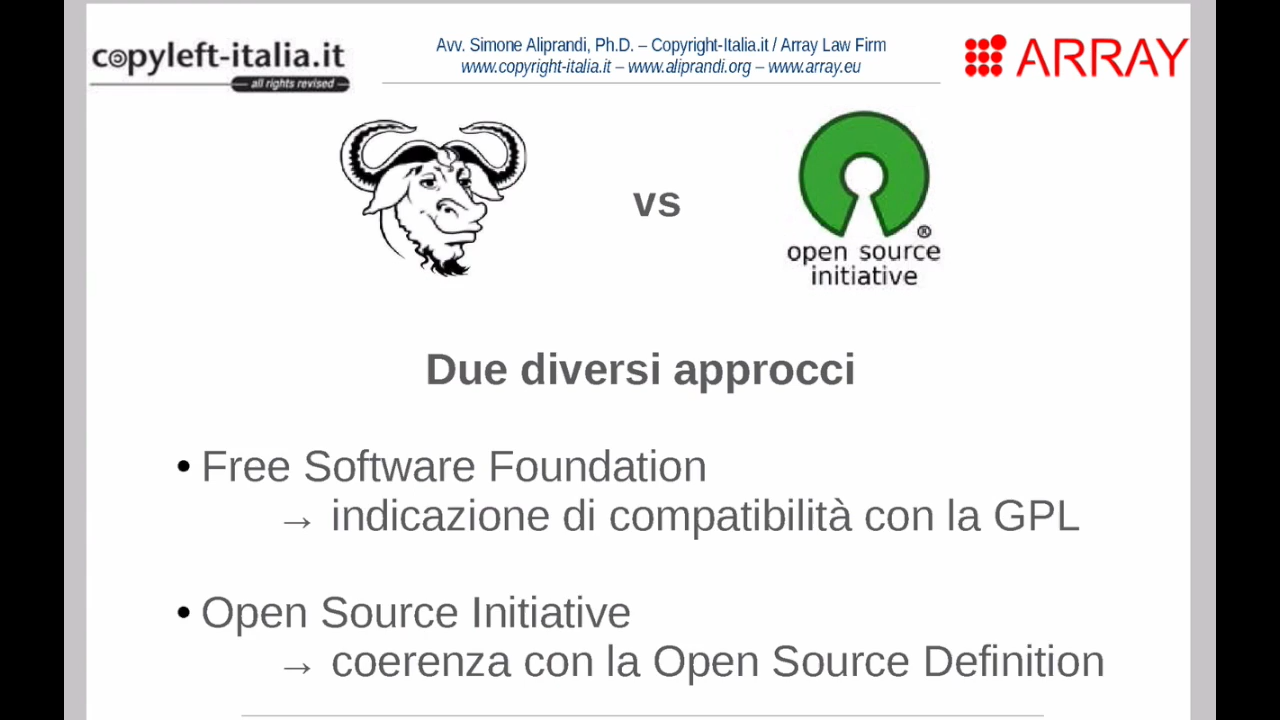 copyleft-italia.it
all rights revised
Avv. Simone Aliprandi, Ph.D. – Copyright-Italia.it / Array Law Firm
www.copyright-italia.it – www.aliprandi.org – www.array.eu
ARRAY
vs
®
open source
initiative
Due diversi approcci
• Free Software Foundation
→ indicazione di compatibilità con la GPL
• Open Source Initiative
→ coerenza con la Open Source Definition